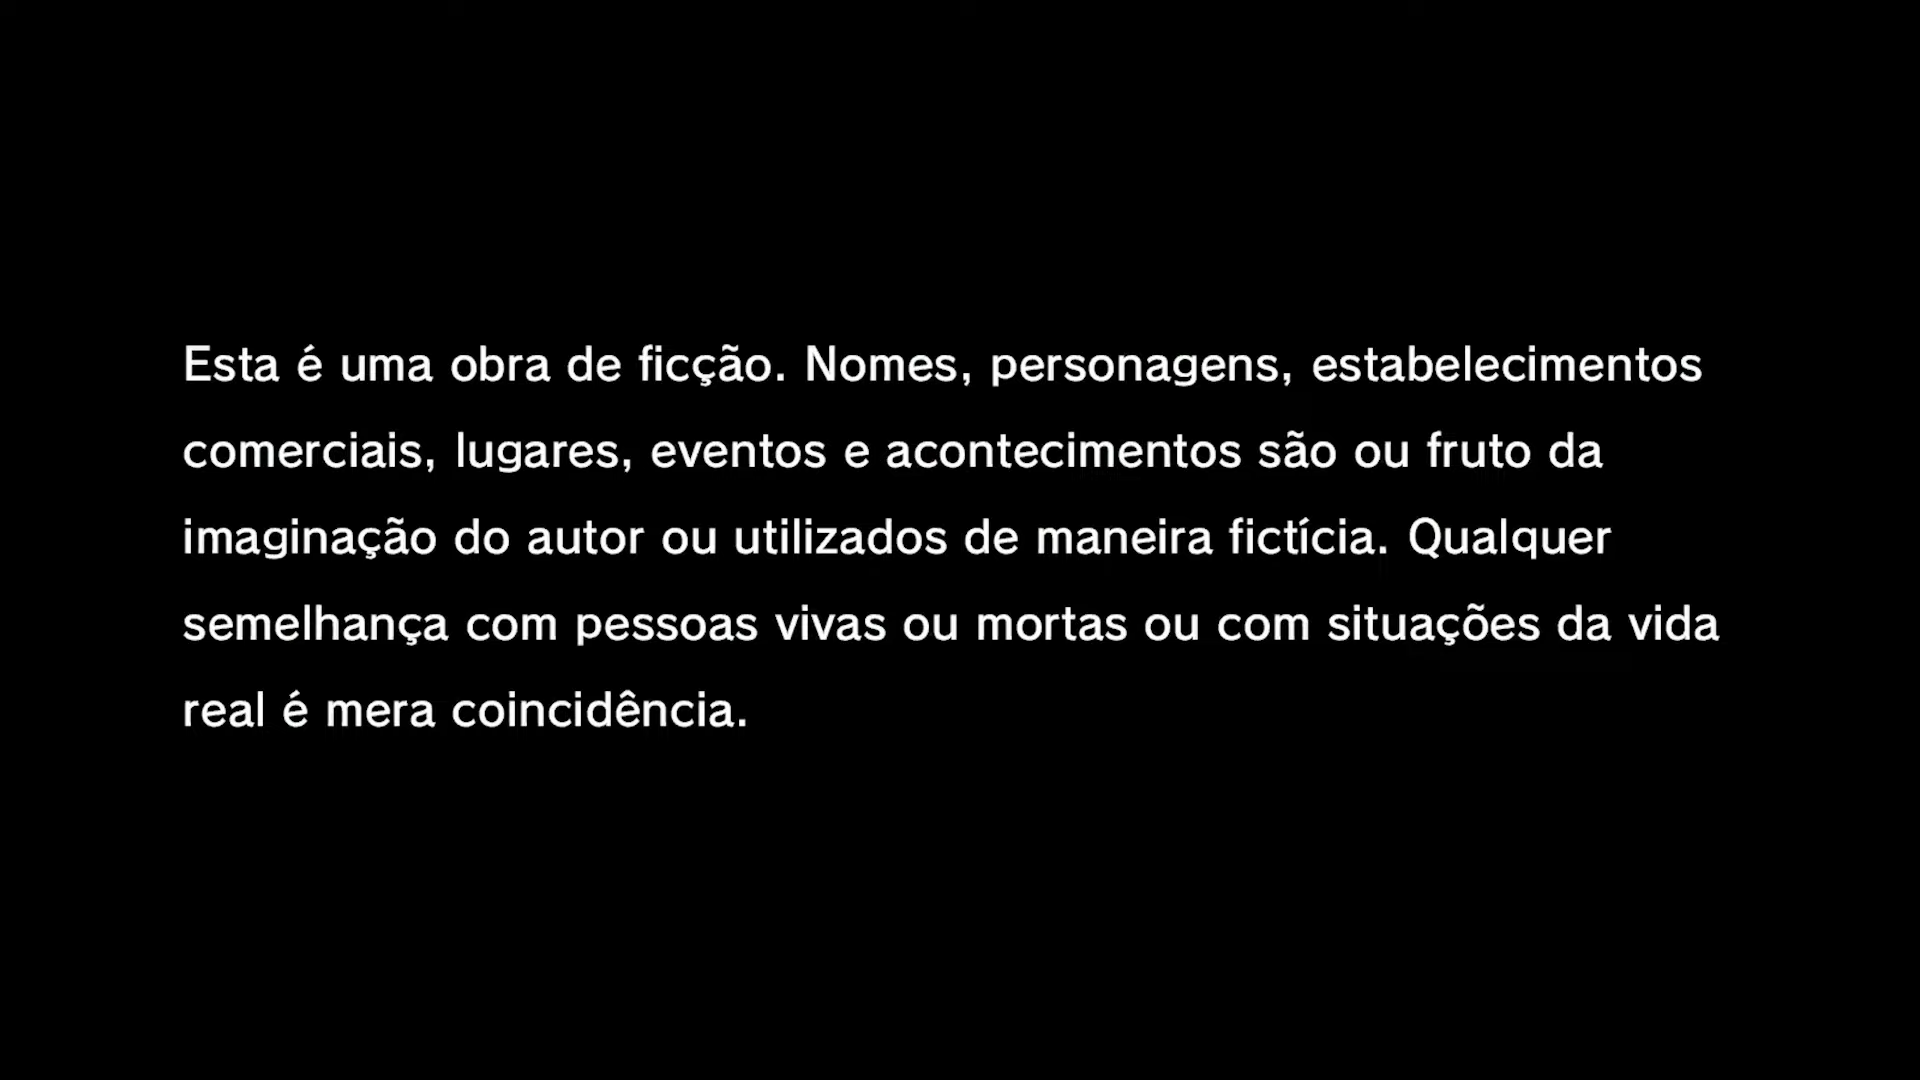 Esta é uma obra de ficção. Nomes, personagens, estabelecimentos
comerciais, lugares, eventos e acontecimentos são ou fruto da
imaginação do autor ou utilizados de maneira fictícia. Qualquer
semelhança com pessoas vivas ou mortas ou com situações da vida
real é mera coincidência.